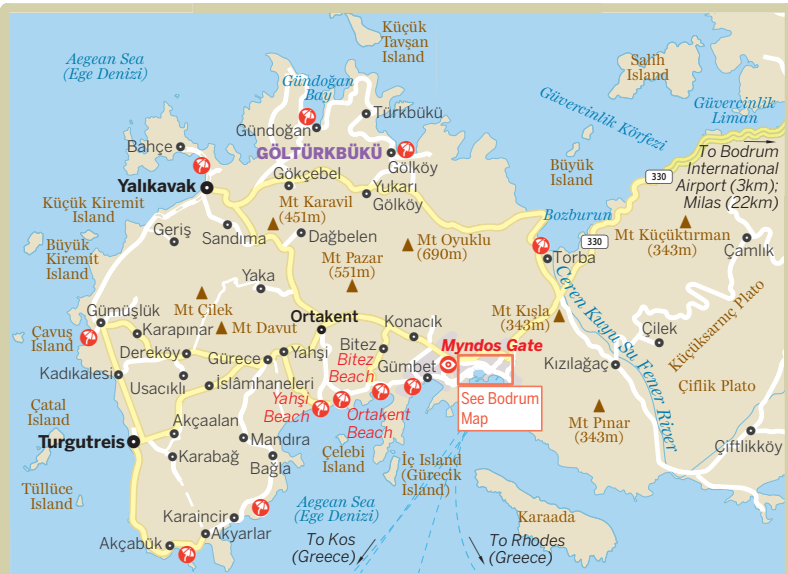 Küçük
Tavşan
Island
Aegean Sea
(Ege Denizi)
Salih
Island
Gündoğan
Bay
Güvercinlik Körfezi
Güvercinlik
Liman
Türkbükü
Gündoğan
Bahçe
GÖLTÜRKBÜKÜ
Gölköy
To Bodrum
International
Airport (3km);
Milas (22km)
330
Büyük
Island
Yalıkavak
Gökçebel
Yukarı
Gölköy
Küçük Kiremit
Island
Mt Karavil
(451m)
Bozburun
330
Mt Küçüktırman
(343m)
Geriş
Sandıma
Dağbelen
Mt Oyuklu
(690m)
Çamlık
Büyük
Kiremit
Island
Mt Pazar
(551m)
Torba
Yaka
Ceren Kuyu Su Fener River
Mt Çilek
Gümüşlük
Ortakent
Mt Kışla
(343m)
Küçüksarnıç Plato
Karapınar
Mt Davut
Konacık
Çilek
Çavuş
Island
Bitez
Myndos Gate
Dereköy
Gürece
Yahşi
Bitez
Beach
Gümbet
Kızılağaç
Kadıkalesi
Usacıklı
İslâmhaneleri
Çiflik Plato
Yahşi
Beach
Ortakent
Beach
See Bodrum
Map
Çatal
Island
Mt Pınar
(343m)
Akçaalan
Turgutreis
Mandıra
Çiftlikköy
Karabağ
Bağla
Çelebi
Island
İç Island
(Gürecik
Island)
Tüllüce
Island
Aegean Sea
(Ege Denizi)
Karaincir
Karaada
Akyarlar
Akçabük
To Kos
(Greece)
To Rhodes
(Greece)